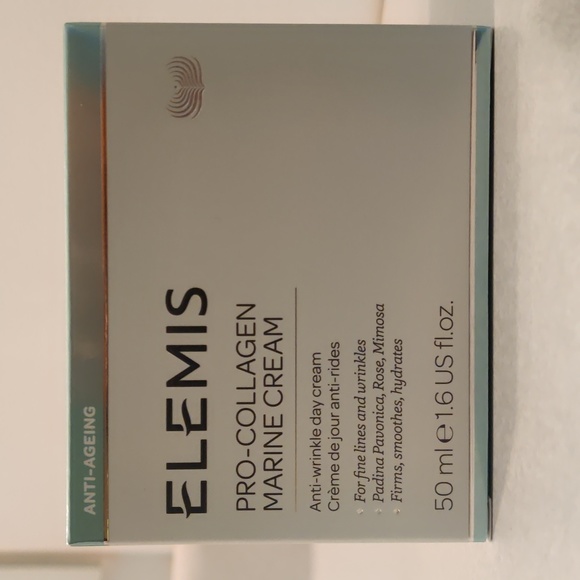 ANTI-AGEING
ELEMIS
PRO-COLLAGEN
MARINE CREAM
Anti-wrinkle day cream
Crème de jour anti-rides
For fine lines and wrinkles
Padina Pavonica, Rose, Mimosa
Firms, smoothes, hydrates
50 ml ℮ 1.6 US fl.oz.